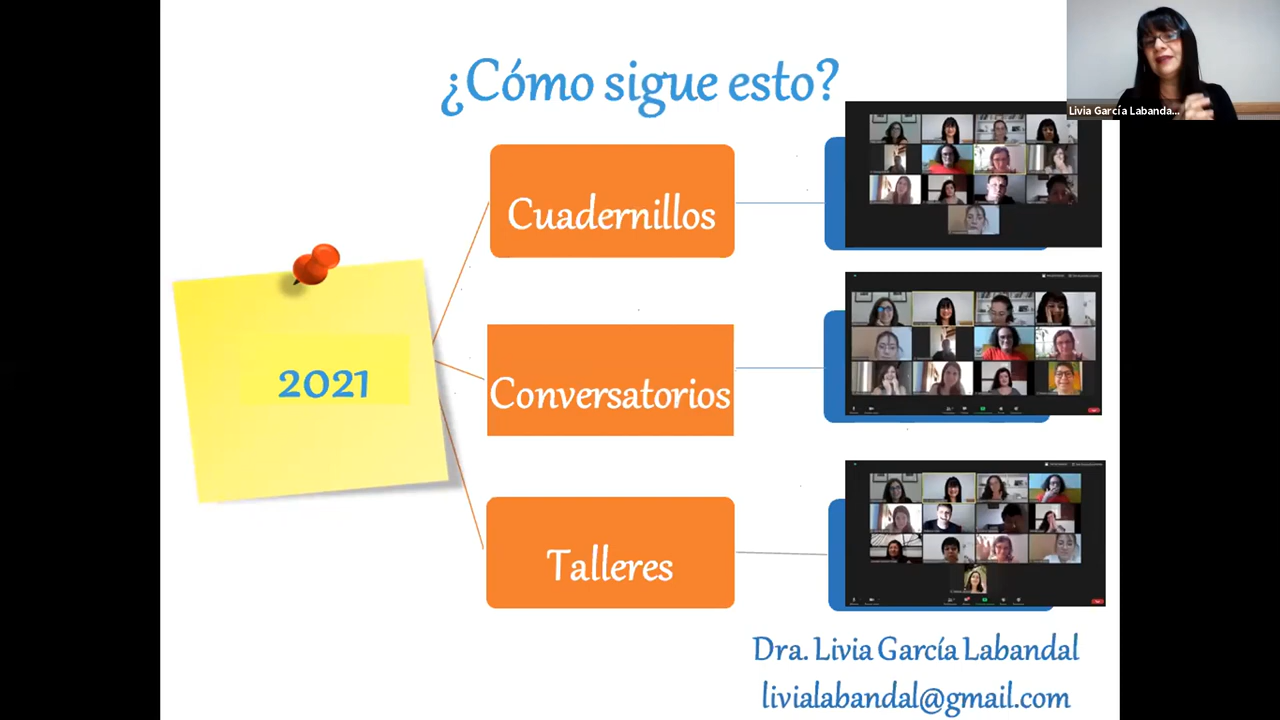 ¿Cómo sigue esto?
Livia García Labanda...
Cuadernillos
2021
Conversatorios
Talleres
Dra. Livia García Labandal
livialabandal@gmail.com